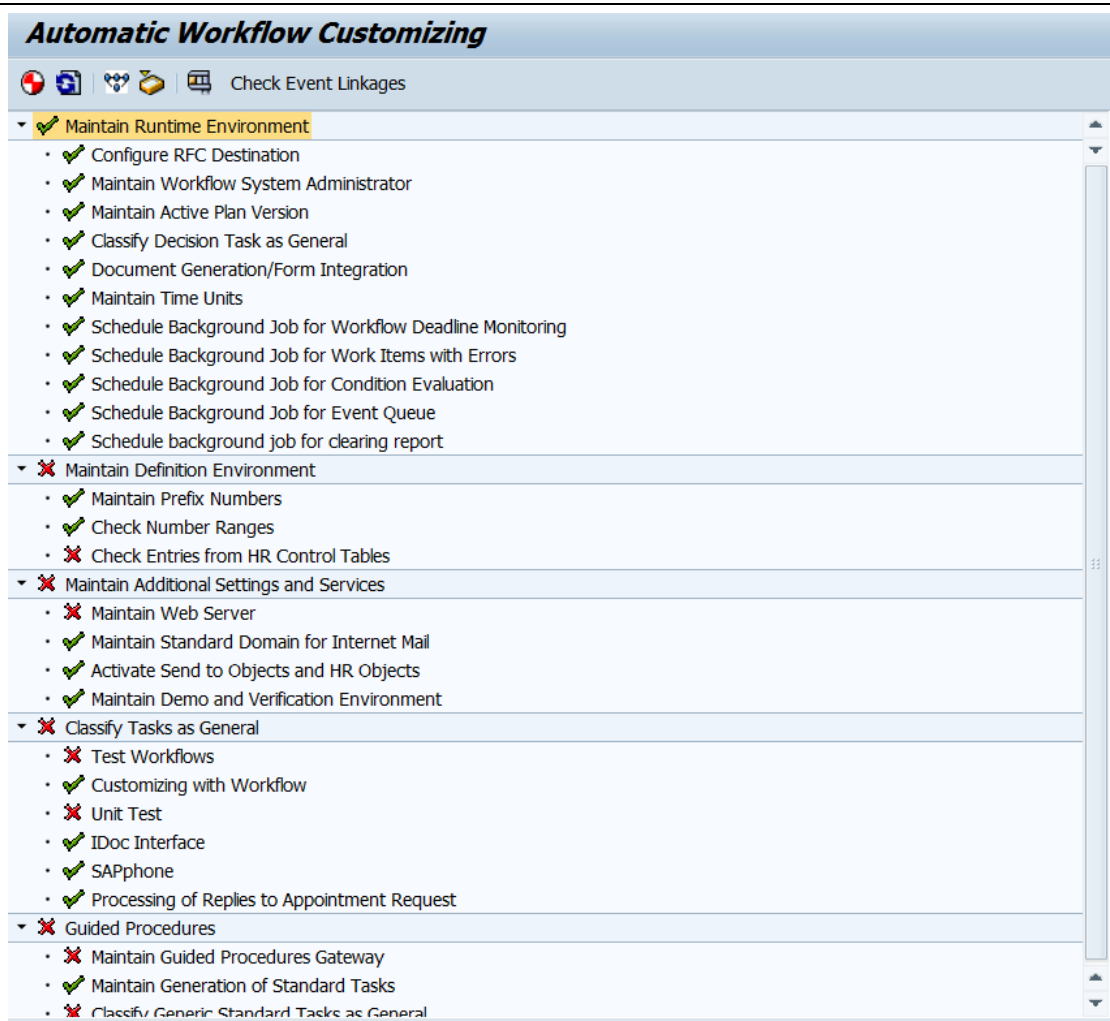 Automatic Workflow Customizing
Check Event Linkages
Maintain Runtime Environment
Configure RFC Destination
Maintain Workflow System Administrator
Maintain Active Plan Version
Classify Decision Task as General
Document Generation/Form Integration
Maintain Time Units
Schedule Background Job for Workflow Deadline Monitoring
Schedule Background Job for Work Items with Errors
Schedule Background Job for Condition Evaluation
Schedule Background Job for Event Queue
Schedule background job for clearing report
Maintain Definition Environment
Maintain Prefix Numbers
Check Number Ranges
Check Entries from HR Control Tables
Maintain Additional Settings and Services
Maintain Web Server
Maintain Standard Domain for Internet Mail
Activate Send to Objects and HR Objects
Maintain Demo and Verification Environment
Classify Tasks as General
Test Workflows
Customizing with Workflow
Unit Test
IDoc Interface
SAPphone
Processing of Replies to Appointment Request
Guided Procedures
Maintain Guided Procedures Gateway
Maintain Generation of Standard Tasks
Classify Generic Standard Tasks as General